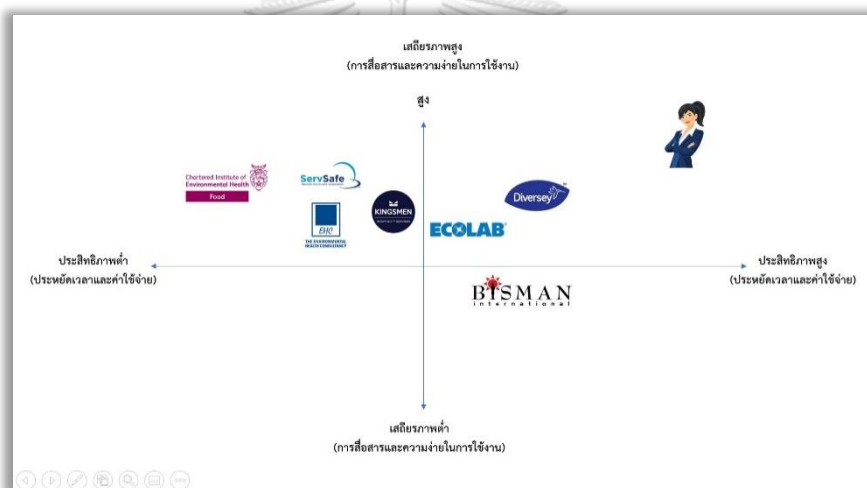 เสถียรภาพสูง
(การสื่อสารและความง่ายในการใช้งาน)
สูง
Chartered Institute of
Environmental Health
Food
ServSafe
KINGSMEN
EHC
THE ENVIRONMENTAL
HEALTH CONSULTANCY
Diversey
ECOLAB®
ประสิทธิภาพต่ำ
(ประหยัดเวลาและค่าใช้จ่าย)
ประสิทธิภาพสูง
(ประหยัดเวลาและค่าใช้จ่าย)
BISMAN
international
เสถียรภาพต่ำ
(การสื่อสารและความง่ายในการใช้งาน)